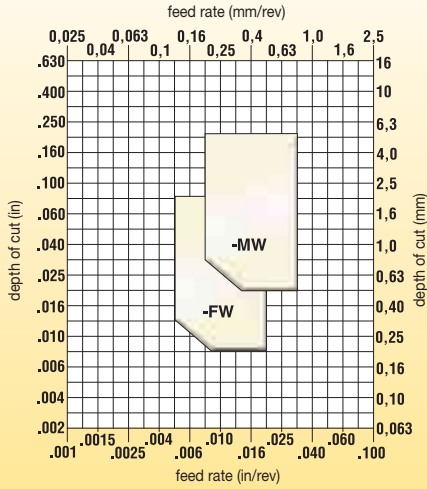 feed rate (mm/rev)
0,025 0,063 0,16 0,4 1,0 2,5
0,04 0,1 0,25 0,63 1,6
.630 16
.400 10
.250 6,3
.160 4,0
.100 2,5
.060 1,6
.040 1,0
.025 0,63
.016 0,40
.010 0,25
.006 0,16
.004 0,10
.002 0,063
depth of cut (in)
depth of cut (mm)
-MW
-FW
.0015 .004 .010 .025 .060
.001 .0025 .006 .016 .040 .100
feed rate (in/rev)